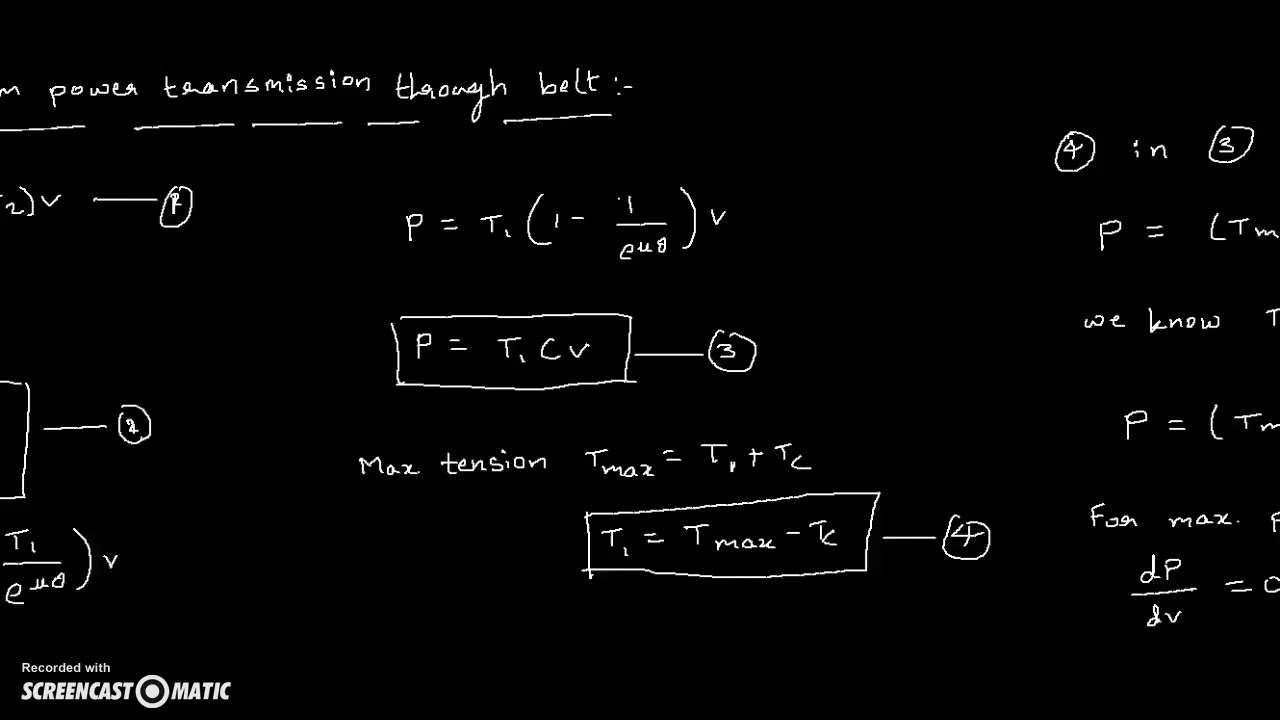 m power transmission through belt :-
2)v —— 1
P = T1 (1 - 1/e^μθ) v
P = T1 C v —— 3
—— 2
Max tension Tmax = T1 + Tc
T1 = Tmax - Tc —— 4
T1/e^μθ) v
4 in 3
P = (Tm
we know T
P = (Tm
For max. P
dP/dv = 0
Recorded with
SCREENCAST MATIC